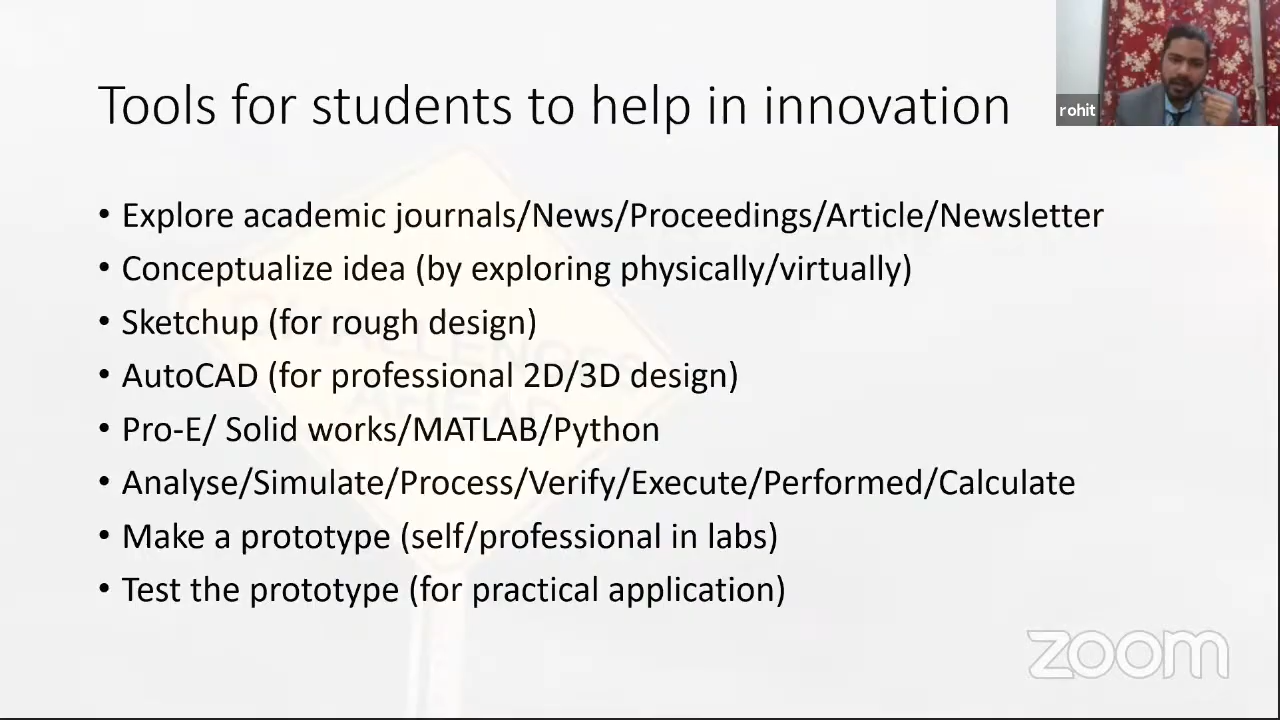 Tools for students to help in innovation
rohit
• Explore academic journals/News/Proceedings/Article/Newsletter
• Conceptualize idea (by exploring physically/virtually)
• Sketchup (for rough design)
• AutoCAD (for professional 2D/3D design)
• Pro-E/ Solid works/MATLAB/Python
• Analyse/Simulate/Process/Verify/Execute/Performed/Calculate
• Make a prototype (self/professional in labs)
• Test the prototype (for practical application)
CHALLENGES
AHEAD
zoom